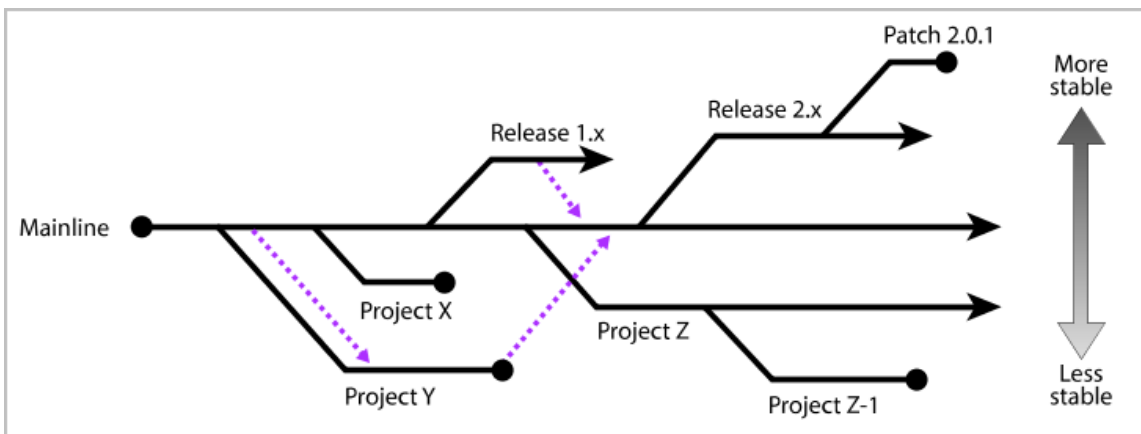 Patch 2.0.1
More
stable
Release 2.x
Release 1.x
Mainline
Project X
Project Z
Project Y
Less
stable
Project Z-1